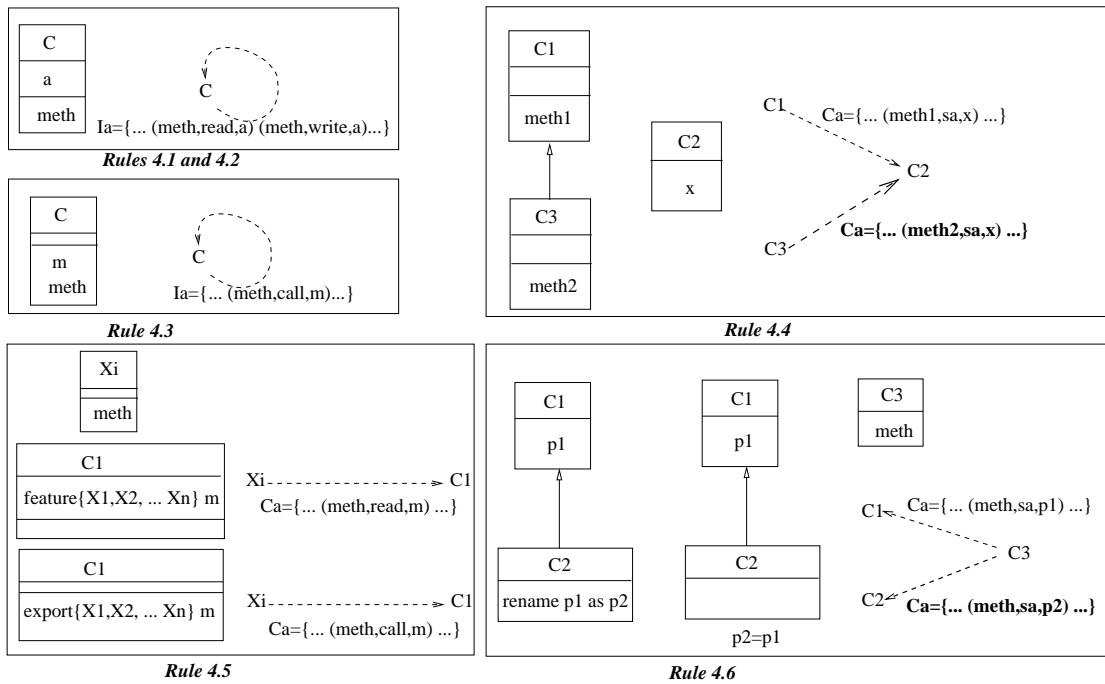 C
a
meth
C
Ia={... (meth,read,a) (meth,write,a)...}
Rules 4.1 and 4.2
C
m
meth
C
Ia={... (meth,call,m)...}
Rule 4.3
C1
meth1
C3
meth2
C2
x
C1
Ca={... (meth1,sa,x) ...}
C2
C3
Ca={... (meth2,sa,x) ...}
Rule 4.4
Xi
meth
C1
feature{X1,X2, ... Xn} m
Xi
C1
Ca={... (meth,read,m) ...}
C1
export{X1,X2, ... Xn} m
Xi
C1
Ca={... (meth,call,m) ...}
Rule 4.5
C1
p1
C2
rename p1 as p2
C1
p1
C2
p2=p1
C3
meth
Ca={... (meth,sa,p1) ...}
C1
C3
C2
Ca={... (meth,sa,p2) ...}
Rule 4.6